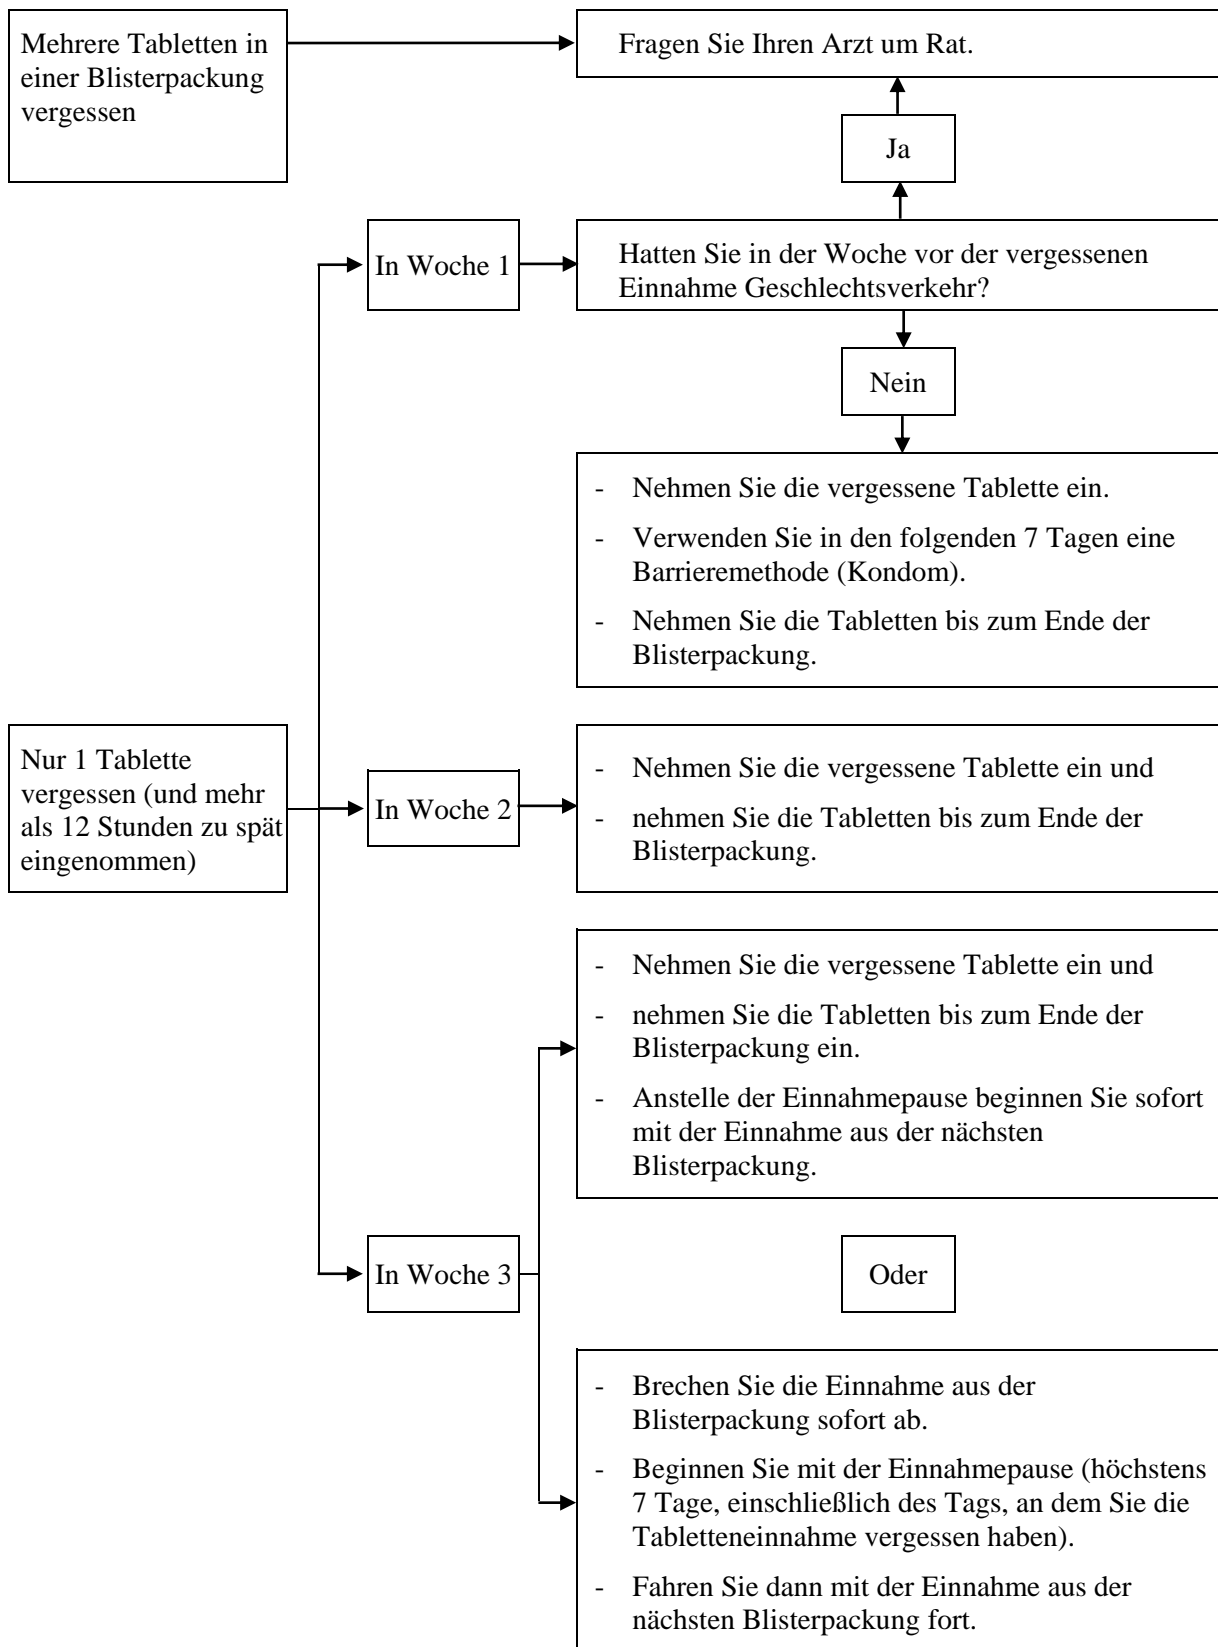 Mehrere Tabletten in
einer Blisterpackung
vergessen
Fragen Sie Ihren Arzt um Rat.
Ja
In Woche 1
Hatten Sie in der Woche vor der vergessenen
Einnahme Geschlechtsverkehr?
Nein
- Nehmen Sie die vergessene Tablette ein.
- Verwenden Sie in den folgenden 7 Tagen eine
Barrieremethode (Kondom).
- Nehmen Sie die Tabletten bis zum Ende der
Blisterpackung.
Nur 1 Tablette
vergessen (und mehr
als 12 Stunden zu spät
eingenommen)
In Woche 2
- Nehmen Sie die vergessene Tablette ein und
- nehmen Sie die Tabletten bis zum Ende der
Blisterpackung.
- Nehmen Sie die vergessene Tablette ein und
- nehmen Sie die Tabletten bis zum Ende der
Blisterpackung ein.
- Anstelle der Einnahmepause beginnen Sie sofort
mit der Einnahme aus der nächsten
Blisterpackung.
In Woche 3
Oder
- Brechen Sie die Einnahme aus der
Blisterpackung sofort ab.
- Beginnen Sie mit der Einnahmepause (höchstens
7 Tage, einschließlich des Tags, an dem Sie die
Tabletteneinnahme vergessen haben).
- Fahren Sie dann mit der Einnahme aus der
nächsten Blisterpackung fort.